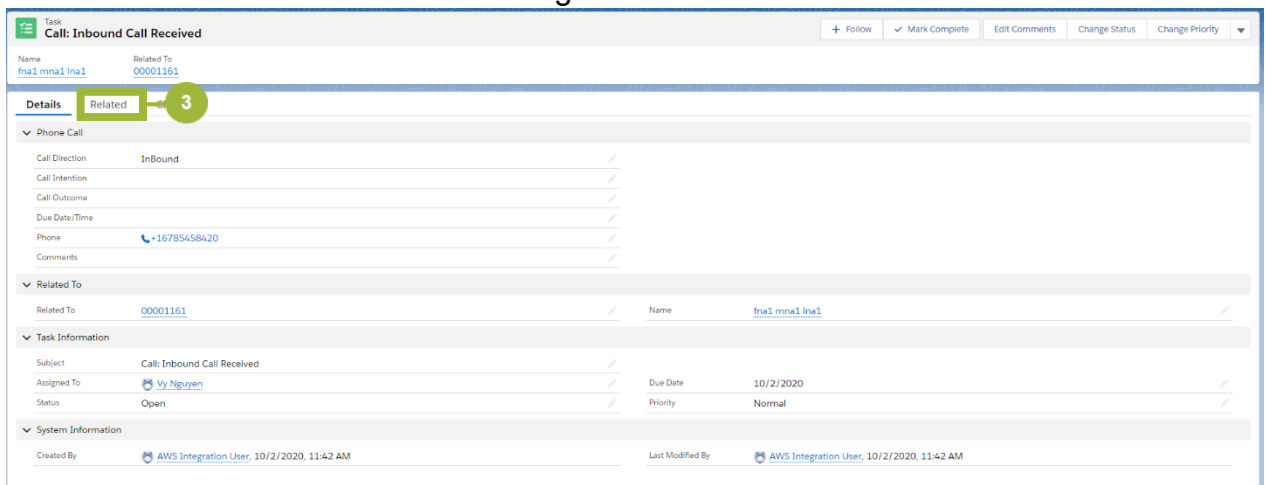 Task
Call: Inbound Call Received
+ Follow Mark Complete Edit Comments Change Status Change Priority
Name Related To
fna1 mna1 lna1 00001161
Details Related 3
Phone Call
Call Direction InBound
Call Intention
Call Outcome
Due Date/Time
Phone +16785458420
Comments
Related To
Related To 00001161 Name fna1 mna1 lna1
Task Information
Subject Call: Inbound Call Received
Assigned To Vy Nguyen Due Date 10/2/2020
Status Open Priority Normal
System Information
Created By AWS Integration User, 10/2/2020, 11:42 AM Last Modified By AWS Integration User, 10/2/2020, 11:42 AM